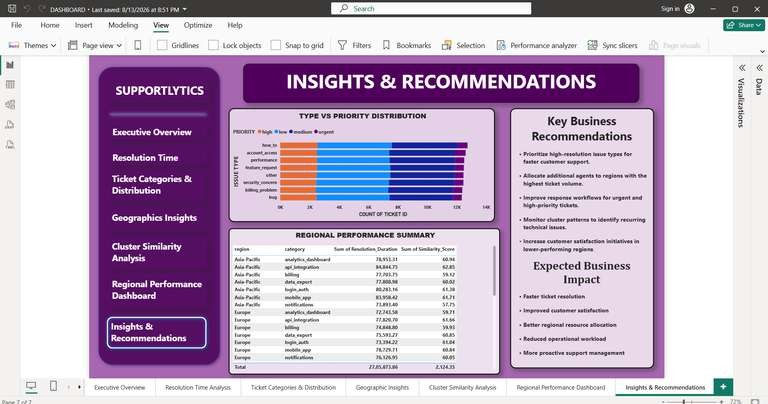 DASHBOARD • Last saved: 8/13/2026 at 8:51 PM
Search
Sign in
File Home Insert Modeling View Optimize Help
Share
Themes Page view Gridlines Lock objects Snap to grid Filters Bookmarks Selection Performance analyzer Sync slicers Page visuals
SUPPORTLYTICS
Executive Overview
Resolution Time
Ticket Categories &
Distribution
Geographics Insights
Cluster Similarity
Analysis
Regional Performance
Dashboard
Insights &
Recommendations
INSIGHTS & RECOMMENDATIONS
TYPE VS PRIORITY DISTRIBUTION
PRIORITY high low medium urgent
ISSUE TYPE
how_to
account_access
performance
feature_request
other
security_concern
billing_problem
bug
0K 2K 4K 6K 8K 10K 12K 14K
COUNT OF TICKET ID
REGIONAL PERFORMANCE SUMMARY
region category Sum of Resolution_Duration Sum of Similarity_Score
Asia-Pacific analytics_dashboard 78,953.31 60.94
Asia-Pacific api_integration 84,844.75 62.85
Asia-Pacific billing 77,703.75 59.12
Asia-Pacific data_export 77,808.98 60.02
Asia-Pacific login_auth 80,283.16 61.38
Asia-Pacific mobile_app 83,958.42 61.71
Asia-Pacific notifications 73,893.40 57.75
Europe analytics_dashboard 72,743.58 59.71
Europe api_integration 77,020.70 61.66
Europe billing 74,848.80 59.93
Europe data_export 75,593.27 60.85
Europe login_auth 73,394.22 61.04
Europe mobile_app 78,729.71 60.84
Europe notifications 76,126.95 60.05
Total 27,05,873.86 2,124.33
Key Business
Recommendations
• Prioritize high-resolution issue types for
faster customer support.
• Allocate additional agents to regions with the
highest ticket volume.
• Improve response workflows for urgent and
high-priority tickets.
• Monitor cluster patterns to identify recurring
technical issues.
• Increase customer satisfaction initiatives in
lower-performing regions.
Expected Business
Impact
• Faster ticket resolution
• Improved customer satisfaction
• Better regional resource allocation
• Reduced operational workload
• More proactive support management
Visualizations
Data
Executive Overview Resolution Time Analysis Ticket Categories & Distribution Geographic Insights Cluster Similarity Analysis Regional Performance Dashboard Insights & Recommendations
Page 7 of 7
72%